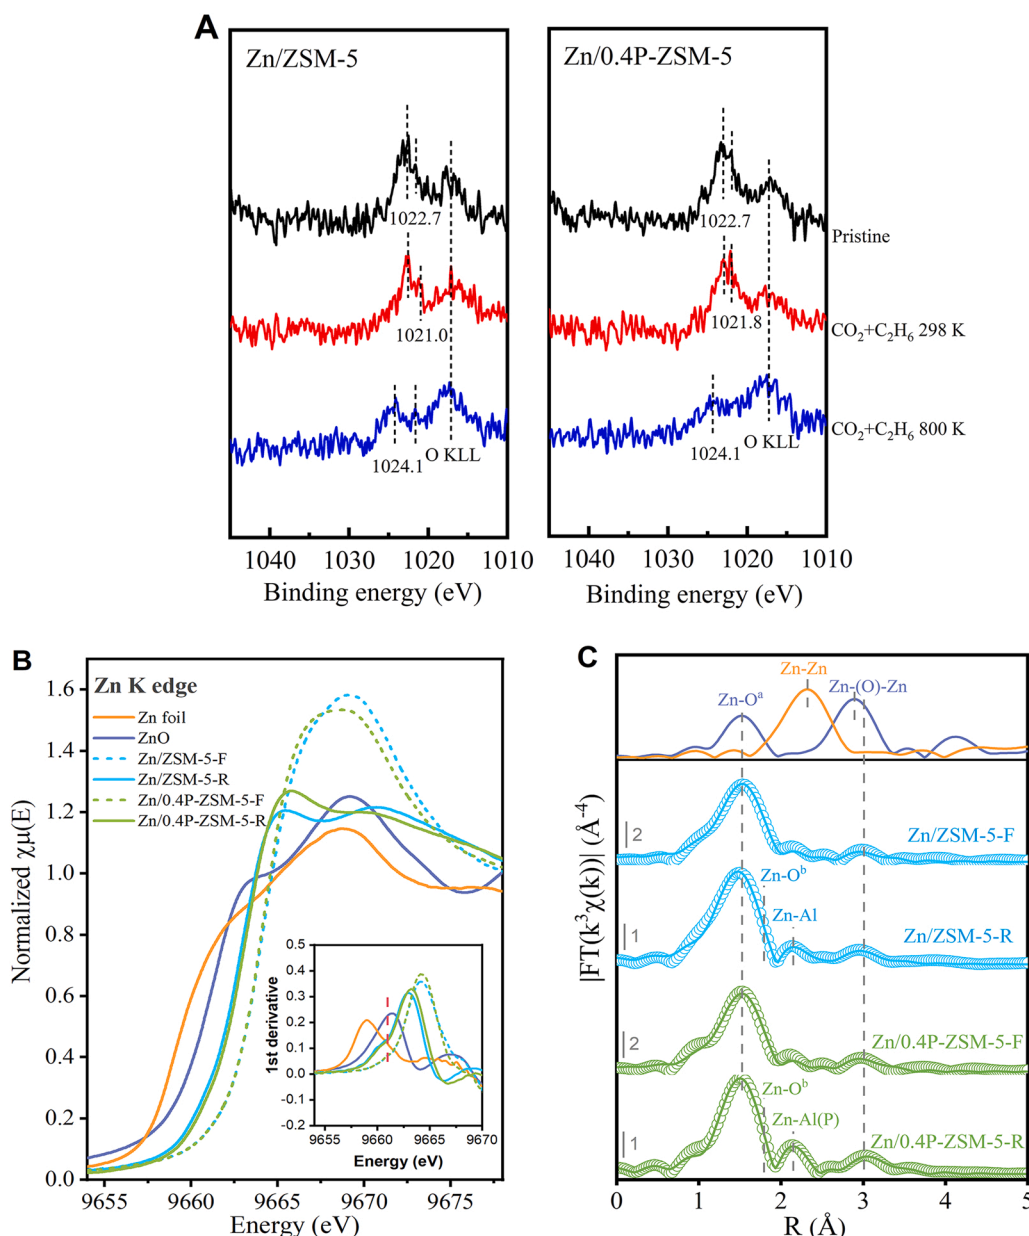 A
Zn/ZSM-5
Zn/0.4P-ZSM-5
1022.7
1022.7
Pristine
1021.0
1021.8
CO₂+C₂H₆ 298 K
1024.1
O KLL
1024.1
O KLL
CO₂+C₂H₆ 800 K
1040 1030 1020 1010
1040 1030 1020 1010
Binding energy (eV)
Binding energy (eV)
B
Zn K edge
Zn foil
ZnO
Zn/ZSM-5-F
Zn/ZSM-5-R
Zn/0.4P-ZSM-5-F
Zn/0.4P-ZSM-5-R
Normalized χμ(E)
1.6
1.4
1.2
1.0
0.8
0.6
0.4
0.2
0.0
9655 9660 9665 9670 9675
Energy (eV)
1st derivative
0.5
0.4
0.3
0.2
0.1
0.0
-0.1
9655 9660 9665 9670
Energy (eV)
C
Zn-Zn
Zn-Oᵃ
Zn-(O)-Zn
|FT(k³χ(k))| (Å⁻⁴)
2
Zn/ZSM-5-F
Zn-Oᵇ
Zn-Al
1
Zn/ZSM-5-R
2
Zn/0.4P-ZSM-5-F
Zn-Oᵇ
Zn-Al(P)
1
Zn/0.4P-ZSM-5-R
0 1 2 3 4 5
R (Å)